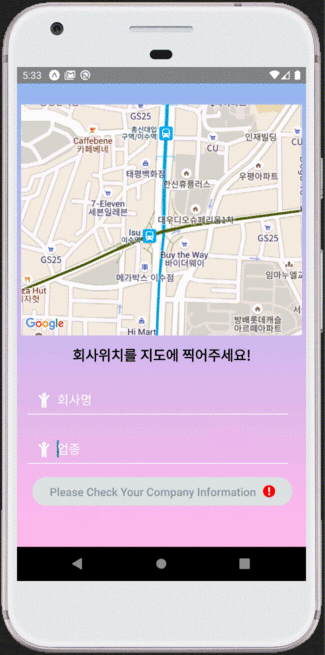 5:33
GS25
총신대입
구역/이수역
Caffebene
카페베네
CU
인재빌딩
CU
태평백화점
우평아파트
한신휴플러스
7-Eleven
세븐일레븐
대우디오슈페리움1차
Isu
이수역
GS25
Buy the Way
바이더웨이
GS25
메가박스 이수점
임마누엘교
za Hut
자헛
Google
Hi Mart
방배롯데캐슬
아르떼아파트
회사위치를 지도에 찍어주세요!
회사명
업종
Please Check Your Company Information